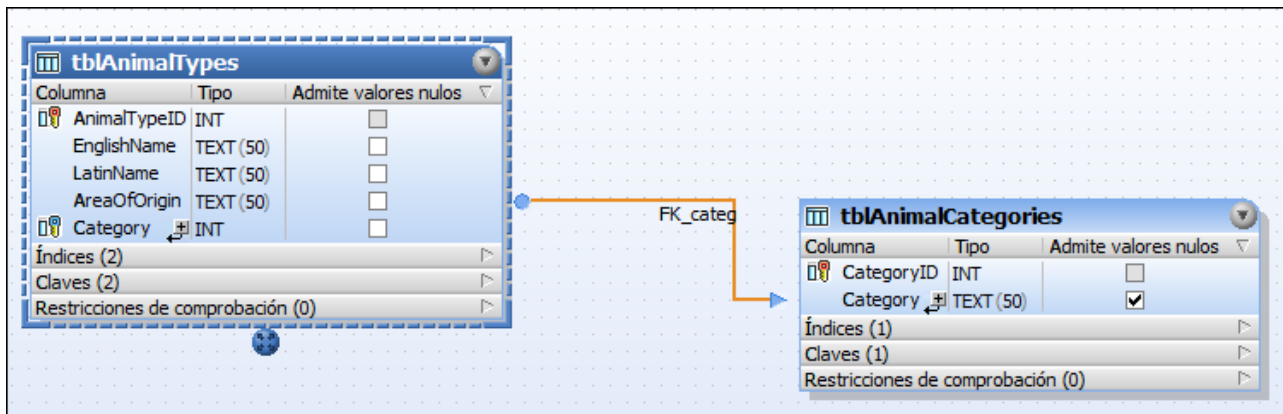 tblAnimalTypes
Columna Tipo Admite valores nulos
AnimalTypeID INT
EnglishName TEXT (50)
LatinName TEXT (50)
AreaOfOrigin TEXT (50)
Category INT
Índices (2)
Claves (2)
Restricciones de comprobación (0)
FK_categ
tblAnimalCategories
Columna Tipo Admite valores nulos
CategoryID INT
Category TEXT (50)
Índices (1)
Claves (1)
Restricciones de comprobación (0)